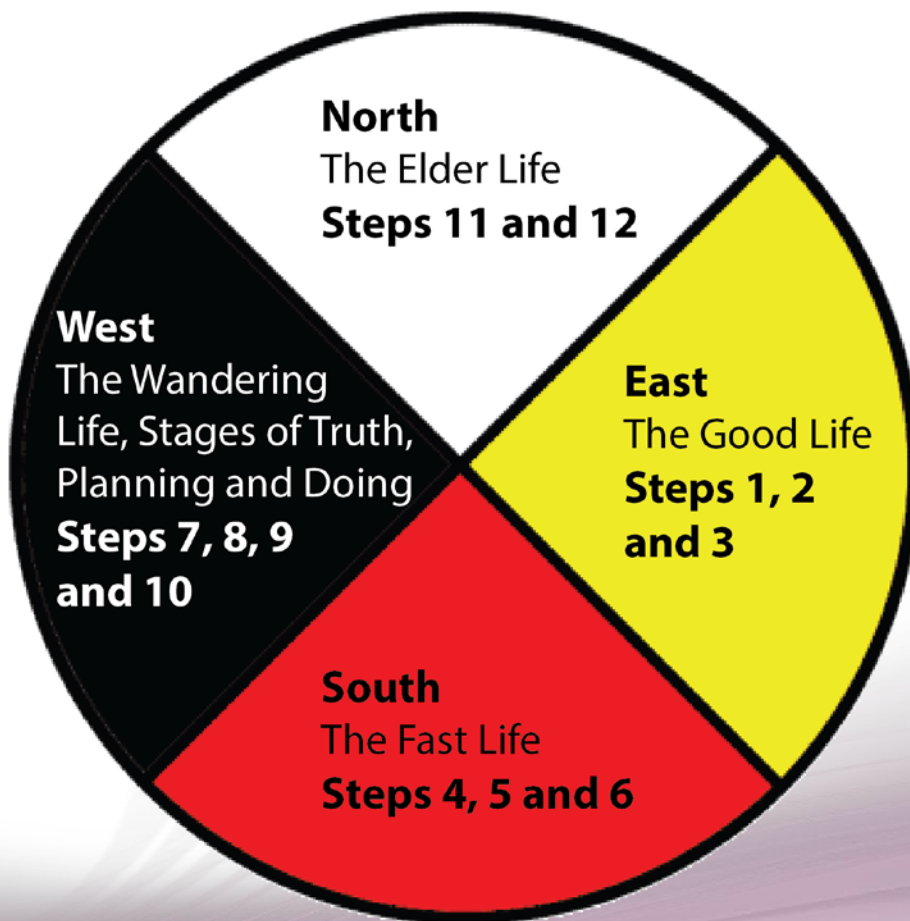 North
The Elder Life
Steps 11 and 12
West
The Wandering
Life, Stages of Truth,
Planning and Doing
Steps 7, 8, 9
and 10
East
The Good Life
Steps 1, 2
and 3
South
The Fast Life
Steps 4, 5 and 6